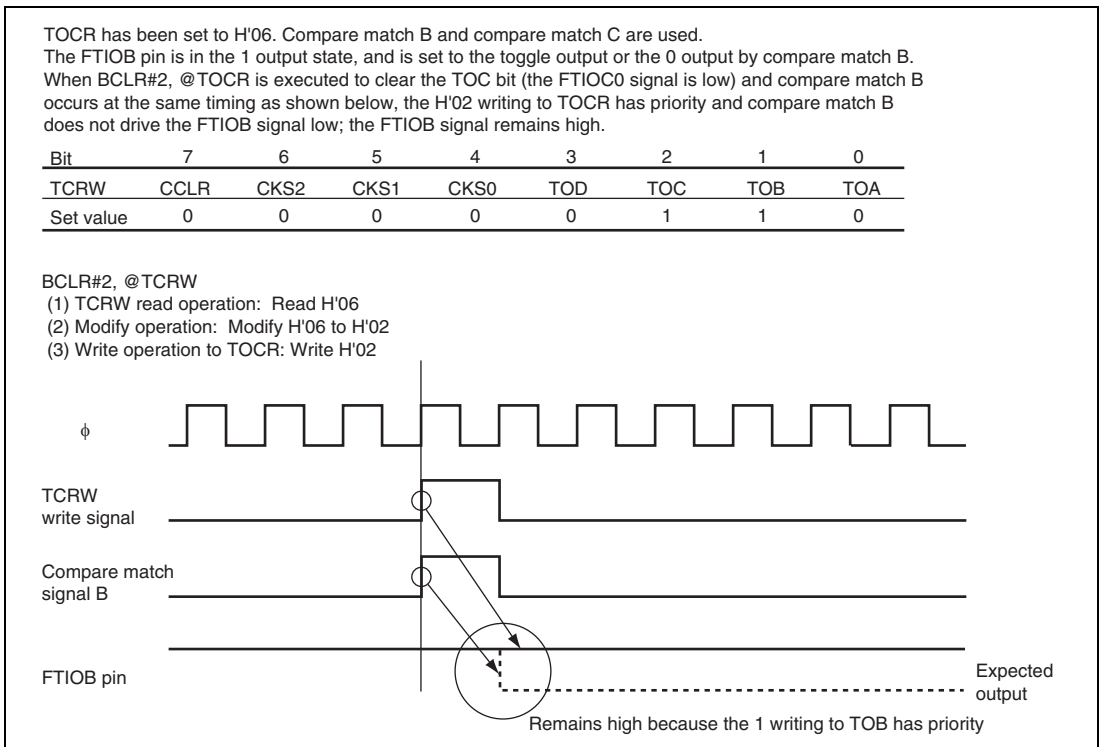 TOCR has been set to H'06. Compare match B and compare match C are used.
The FTIOB pin is in the 1 output state, and is set to the toggle output or the 0 output by compare match B.
When BCLR#2, @TOCR is executed to clear the TOC bit (the FTIOC0 signal is low) and compare match B
occurs at the same timing as shown below, the H'02 writing to TOCR has priority and compare match B
does not drive the FTIOB signal low; the FTIOB signal remains high.
Bit 7 6 5 4 3 2 1 0
TCRW CCLR CKS2 CKS1 CKS0 TOD TOC TOB TOA
Set value 0 0 0 0 0 1 1 0
BCLR#2, @TCRW
(1) TCRW read operation: Read H'06
(2) Modify operation: Modify H'06 to H'02
(3) Write operation to TOCR: Write H'02
ϕ
TCRW
write signal
Compare match
signal B
FTIOB pin
Expected
output
Remains high because the 1 writing to TOB has priority